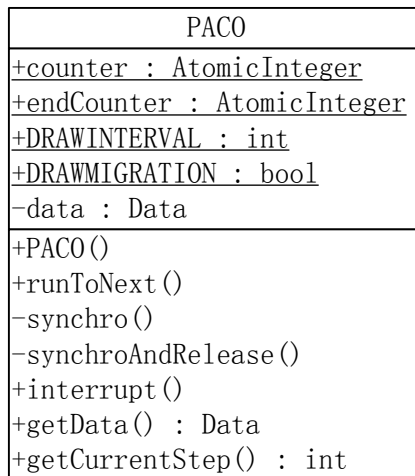 PACO
+counter : AtomicInteger
+endCounter : AtomicInteger
+DRAWINTERVAL : int
+DRAWMIGRATION : bool
-data : Data
+PACO()
+runToNext()
-synchro()
-synchroAndRelease()
+interrupt()
+getData() : Data
+getCurrentStep() : int